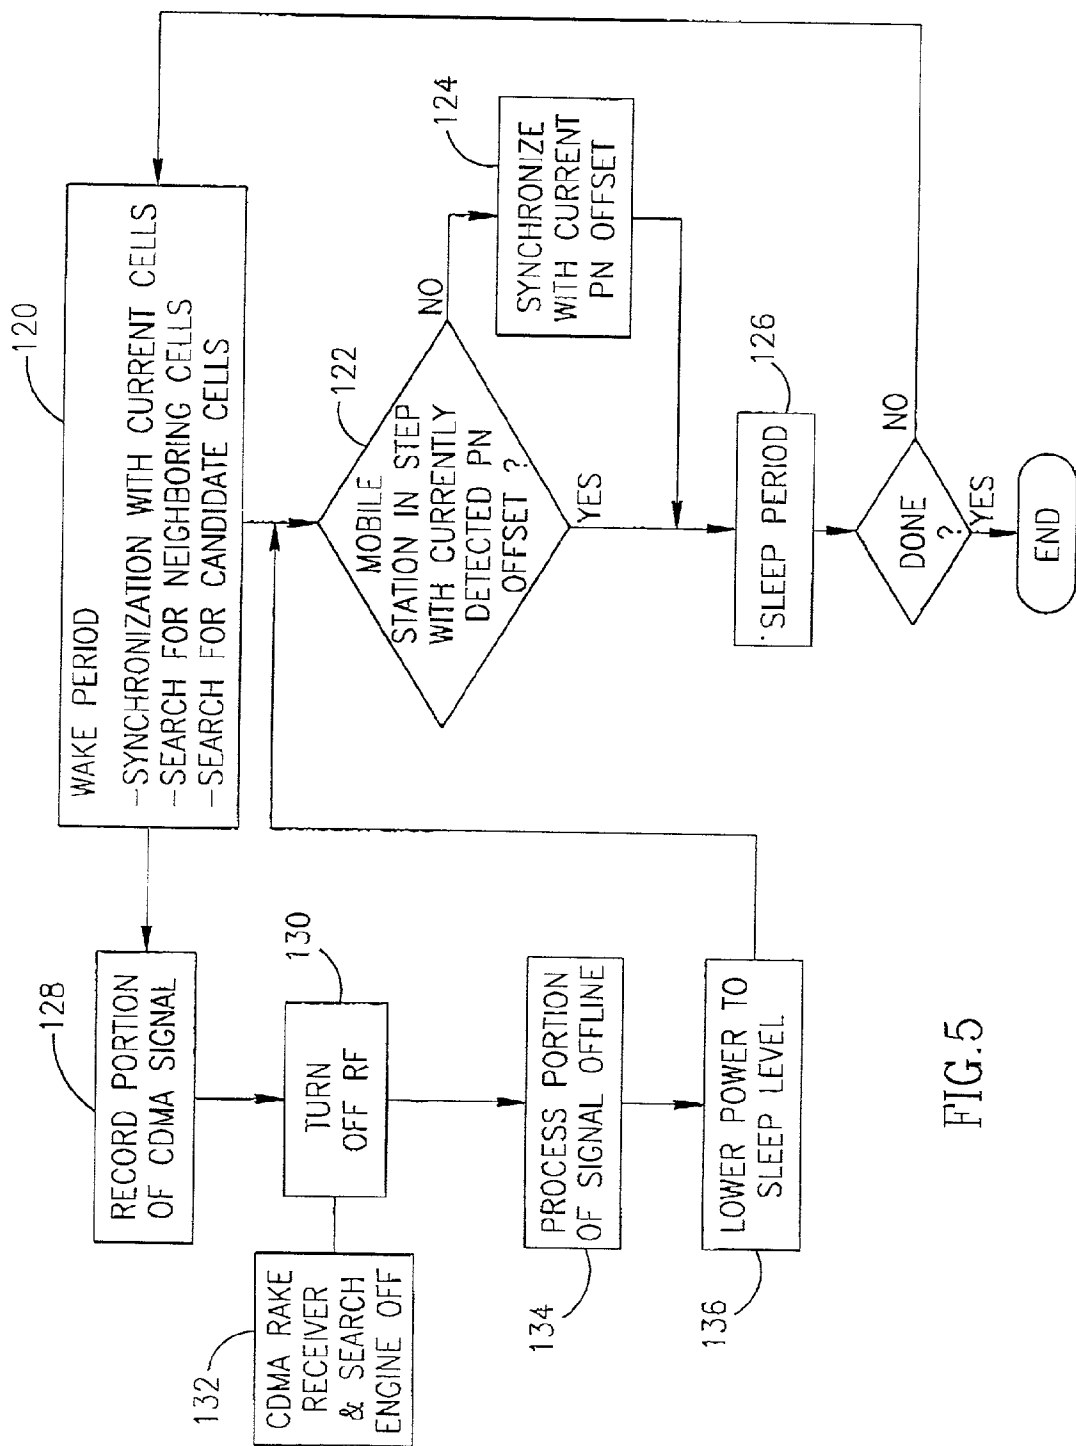 120
WAKE PERIOD
-SYNCHRONIZATION WITH CURRENT CELLS
-SEARCH FOR NEIGHBORING CELLS
-SEARCH FOR CANDIDATE CELLS
128
RECORD PORTION
OF CDMA SIGNAL
130
TURN
OFF RF
132
CDMA RAKE
RECEIVER
& SEARCH
ENGINE OFF
134
PROCESS PORTION
OF SIGNAL OFFLINE
136
LOWER POWER TO
SLEEP LEVEL
122
MOBILE
STATION IN STEP
WITH CURRENTLY
DETECTED PN
OFFSET ?
NO
YES
124
SYNCHRONIZE
WITH CURRENT
PN OFFSET
126
SLEEP PERIOD
DONE
?
NO
YES
END
FIG.5